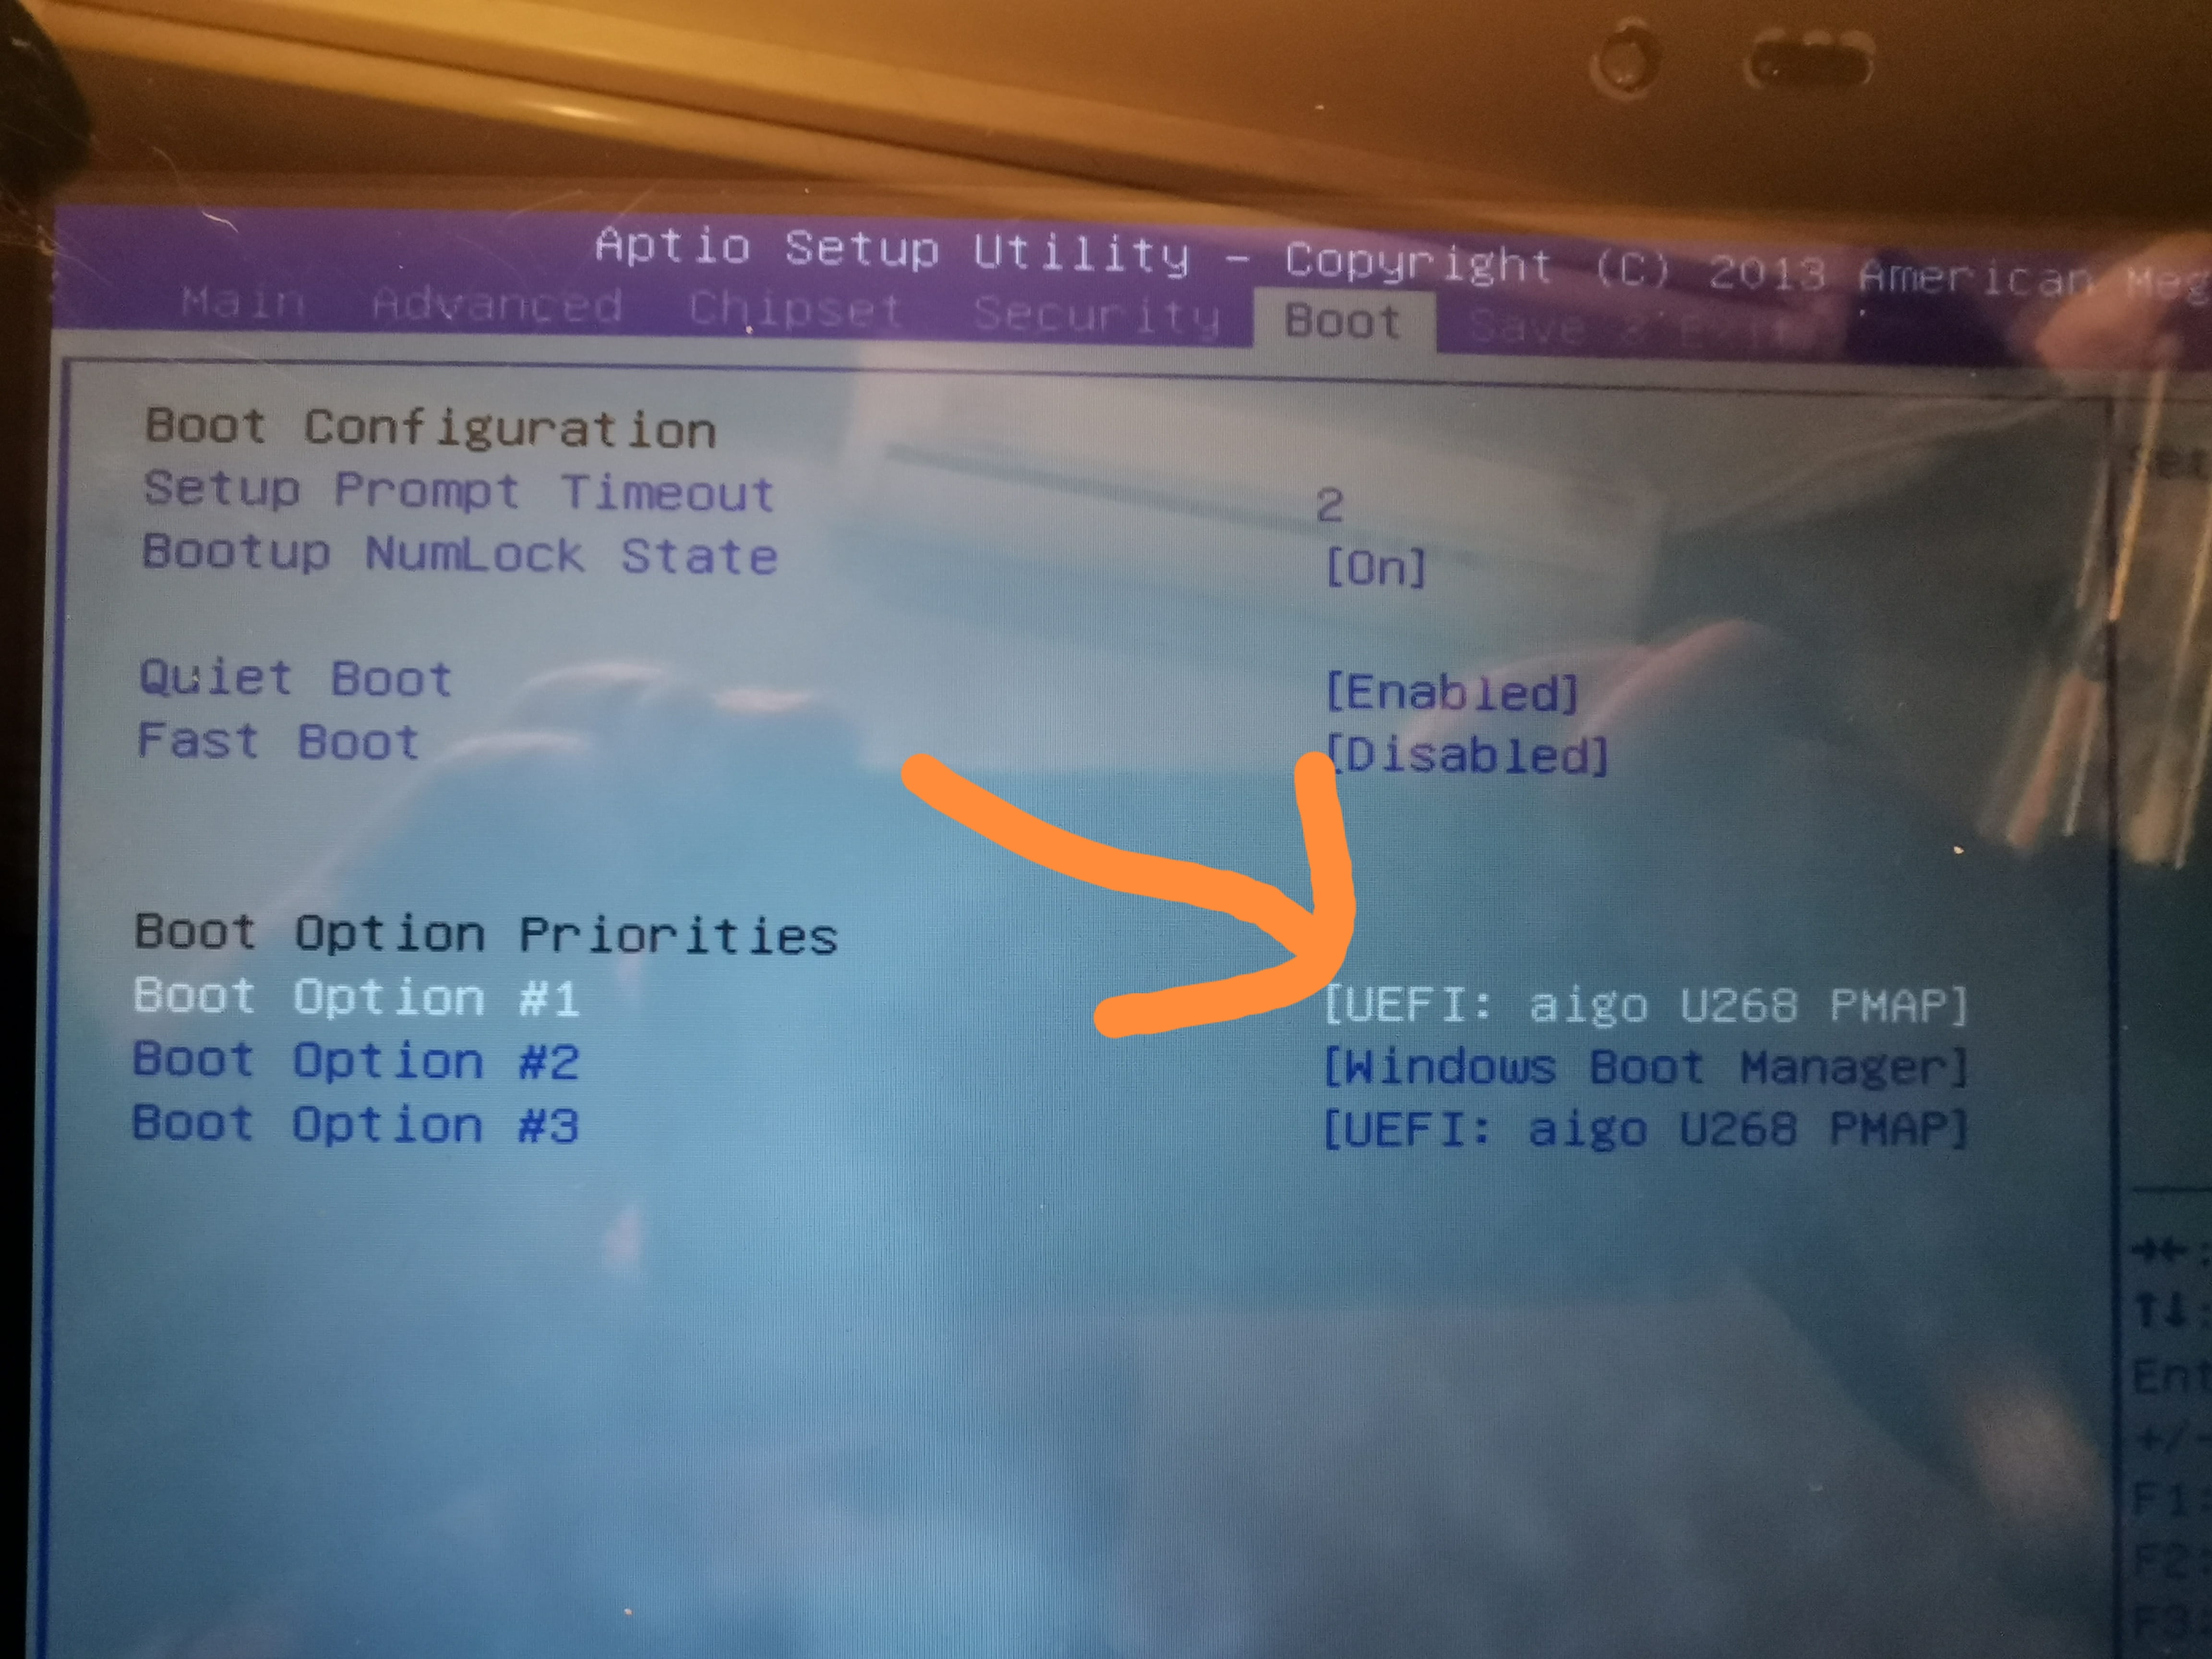 Aptio Setup Utility - Copyright (C) 2013 American Meg
Main Advanced Chipset Security Boot Save & Exit
Boot Configuration
Setup Prompt Timeout 2
Bootup NumLock State [On]
Quiet Boot [Enabled]
Fast Boot [Disabled]
Boot Option Priorities
Boot Option #1 [UEFI: aigo U268 PMAP]
Boot Option #2 [Windows Boot Manager]
Boot Option #3 [UEFI: aigo U268 PMAP]
→←:
↑↓:
Ent
+/-
F1:
F2:
F3: